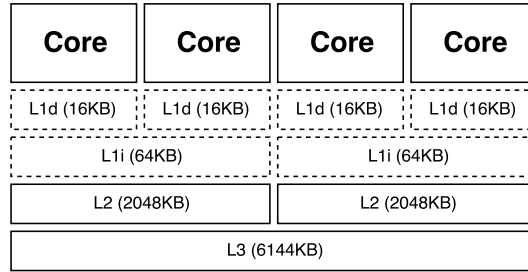 Core Core Core Core
L1d (16KB) L1d (16KB) L1d (16KB) L1d (16KB)
L1i (64KB) L1i (64KB)
L2 (2048KB) L2 (2048KB)
L3 (6144KB)